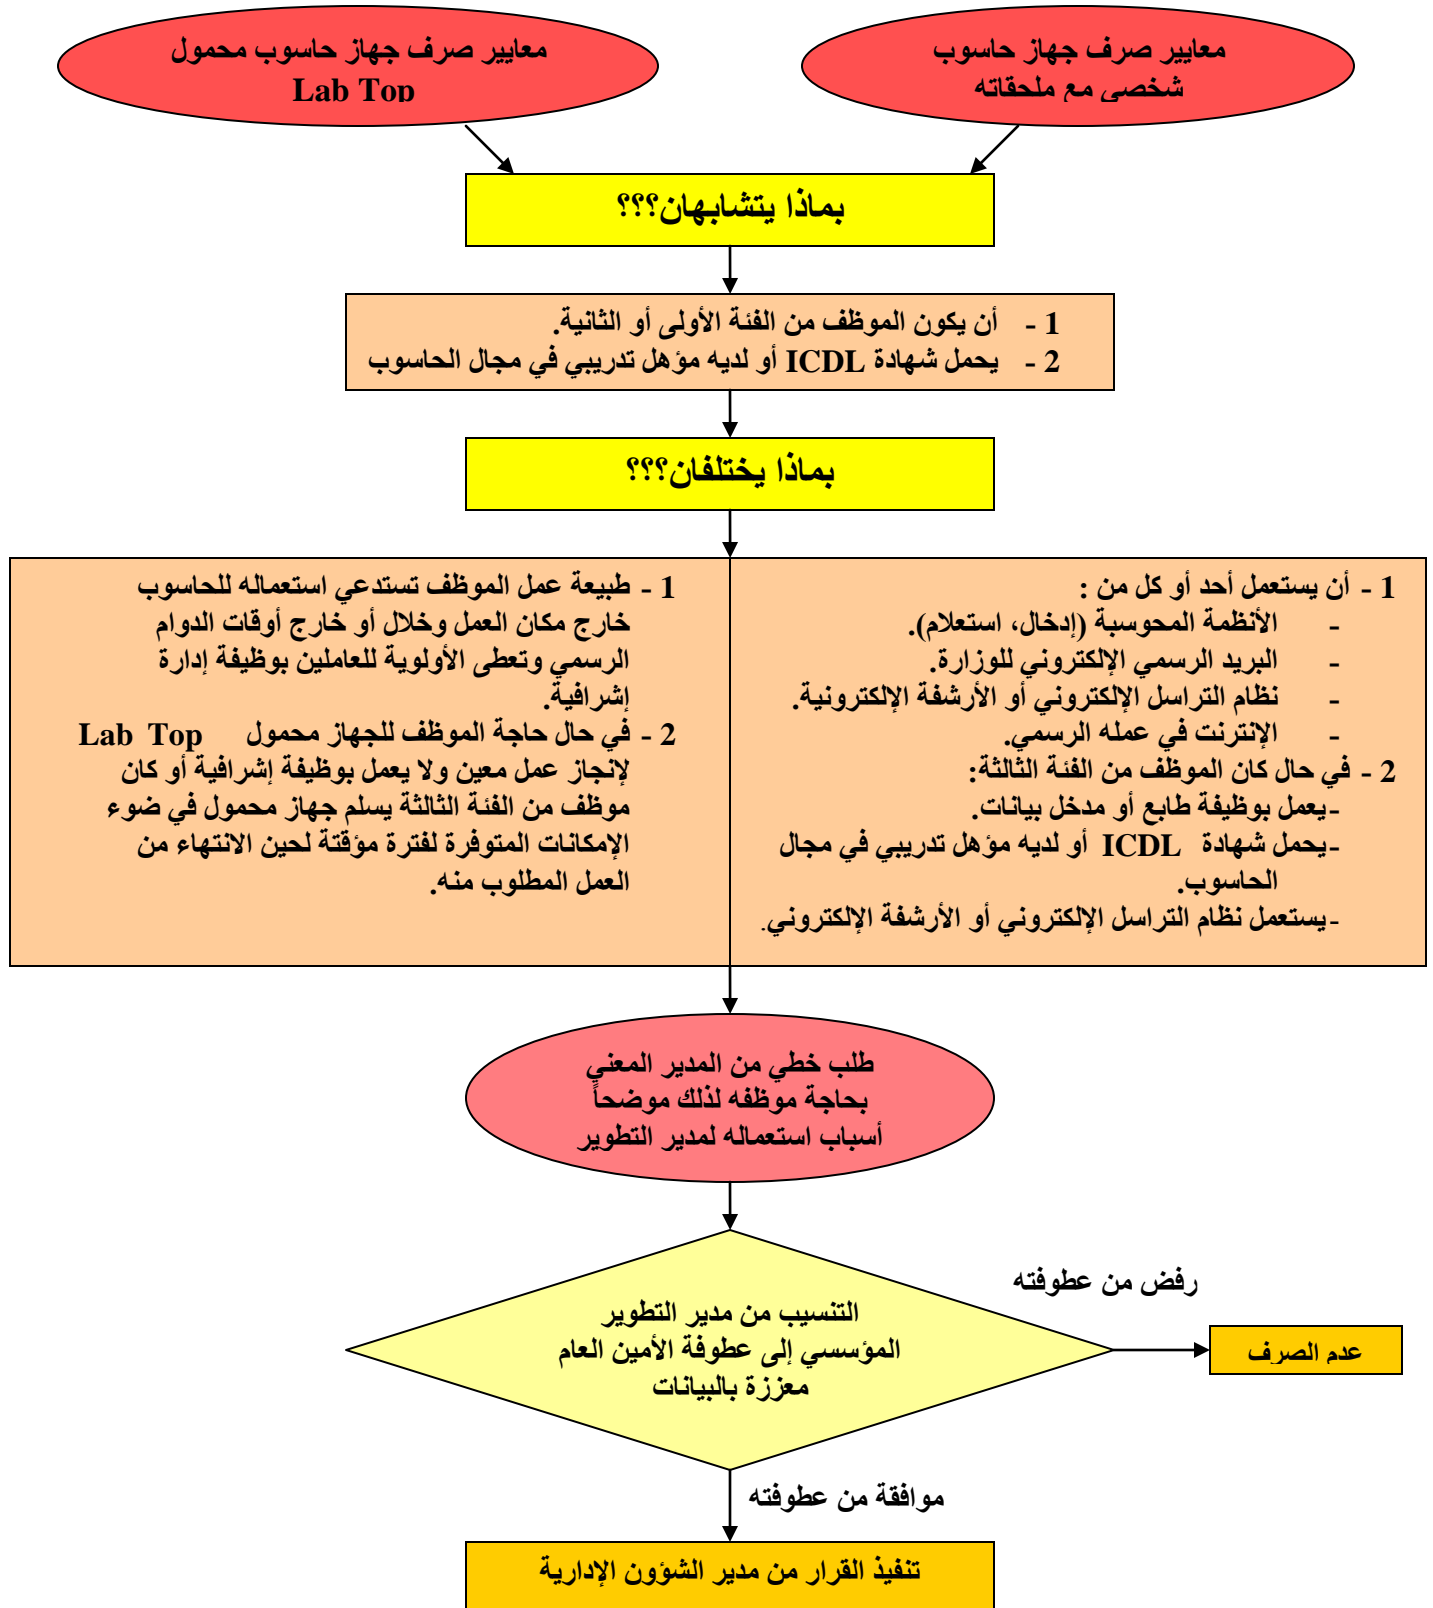 معايير صرف جهاز حاسوب
شخصي مع ملحقاته
معايير صرف جهاز حاسوب محمول
Lab Top
بماذا يتشابهان؟؟؟
1 - أن يكون الموظف من الفئة الأولى أو الثانية.
2 - يحمل شهادة ICDL أو لديه مؤهل تدريبي في مجال الحاسوب
بماذا يختلفان؟؟؟
1 - أن يستعمل أحد أو كل من :
- الأنظمة المحوسبة (إدخال، استعلام).
- البريد الرسمي الإلكتروني للوزارة.
- نظام التراسل الإلكتروني أو الأرشفة الإلكترونية.
- الإنترنت في عمله الرسمي.
2 - في حال كان الموظف من الفئة الثالثة:
-يعمل بوظيفة طابع أو مدخل بيانات.
-يحمل شهادة ICDL أو لديه مؤهل تدريبي في مجال
الحاسوب.
-يستعمل نظام التراسل الإلكتروني أو الأرشفة الإلكتروني.
1 - طبيعة عمل الموظف تستدعي استعماله للحاسوب
خارج مكان العمل وخلال أو خارج أوقات الدوام
الرسمي وتعطى الأولوية للعاملين بوظيفة إدارة
إشرافية.
2 - في حال حاجة الموظف للجهاز محمول Lab Top
لإنجاز عمل معين ولا يعمل بوظيفة إشرافية أو كان
موظف من الفئة الثالثة يسلم جهاز محمول في ضوء
الإمكانات المتوفرة لفترة مؤقتة لحين الانتهاء من
العمل المطلوب منه.
طلب خطي من المدير المعني
بحاجة موظفه لذلك موضحاً
أسباب استعماله لمدير التطوير
التنسيب من مدير التطوير
المؤسسي إلى عطوفة الأمين العام
معززة بالبيانات
رفض من عطوفته
عدم الصرف
موافقة من عطوفته
تنفيذ القرار من مدير الشؤون الإدارية